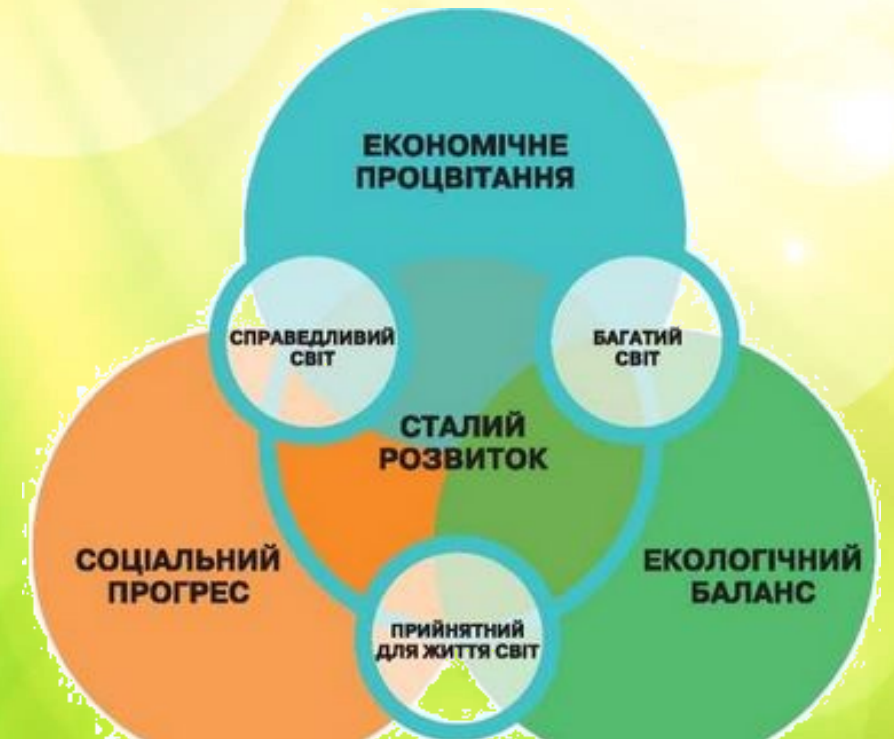 ЕКОНОМІЧНЕ
ПРОЦВІТАННЯ
СПРАВЕДЛИВИЙ
СВІТ
БАГАТИЙ
СВІТ
СТАЛИЙ
РОЗВИТОК
СОЦІАЛЬНИЙ
ПРОГРЕС
ЕКОЛОГІЧНИЙ
БАЛАНС
ПРИЙНЯТНИЙ
ДЛЯ ЖИТТЯ СВІТ